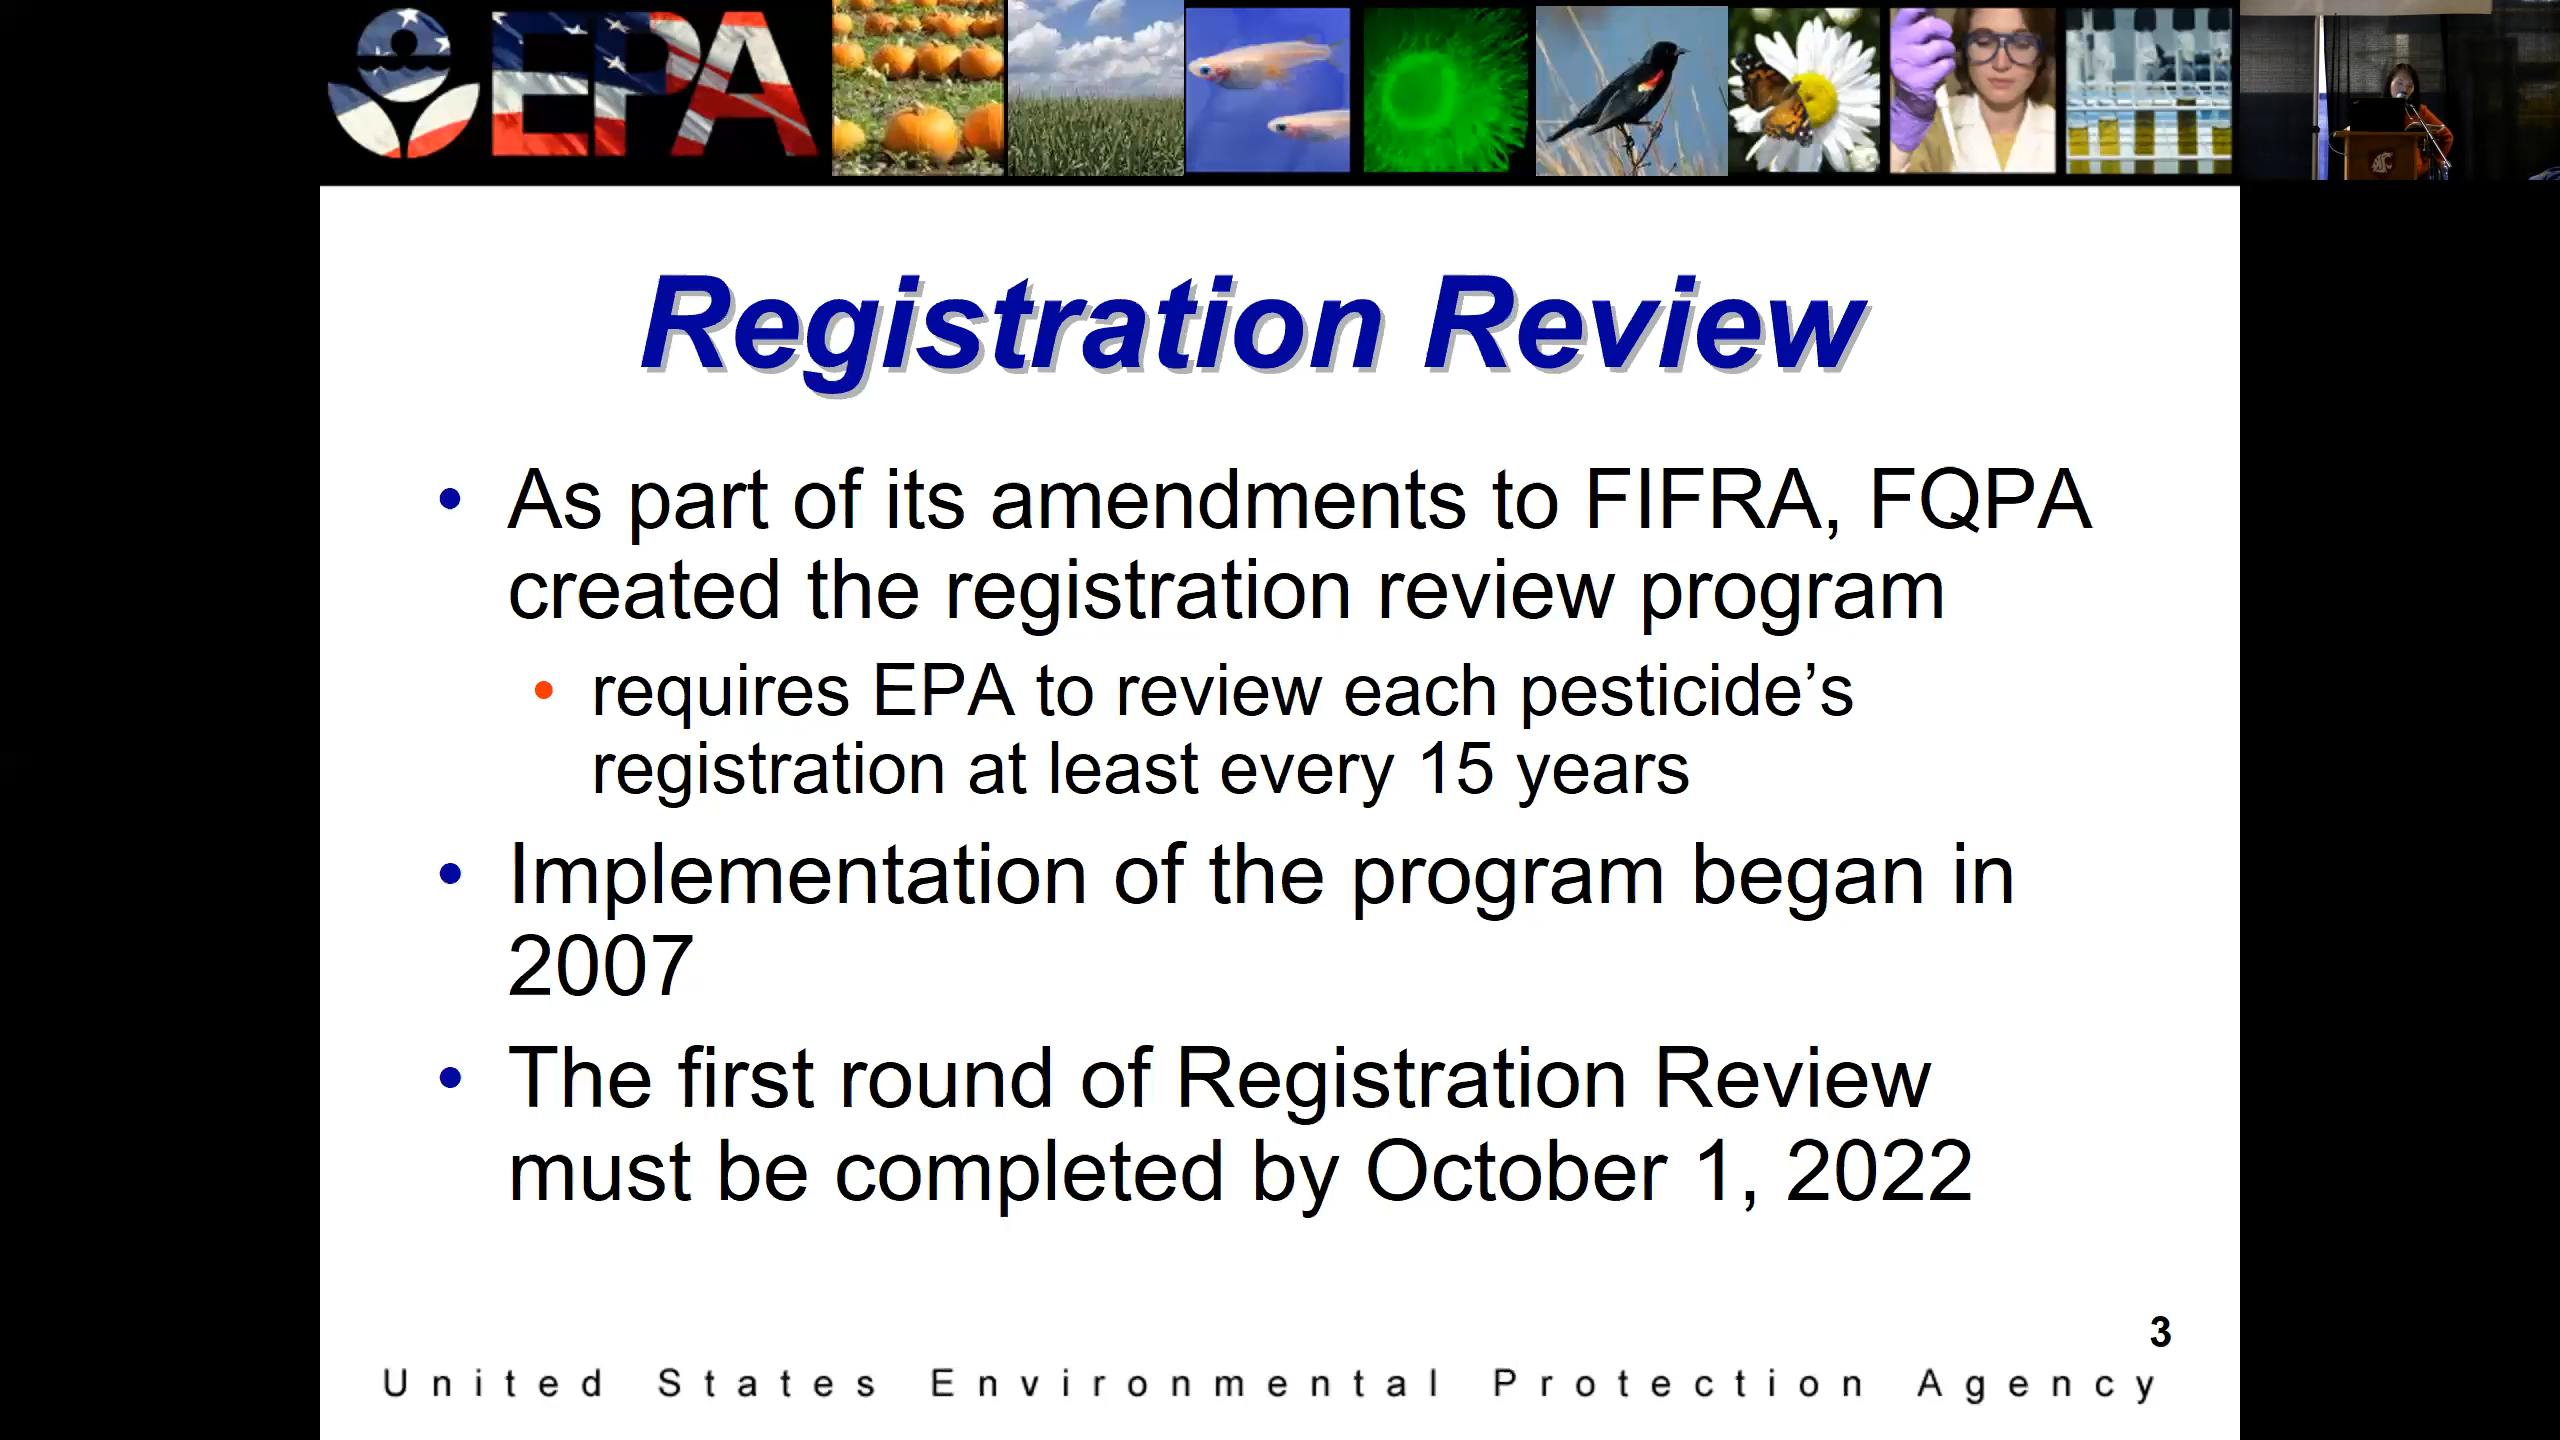 EPA
Registration Review
• As part of its amendments to FIFRA, FQPA
created the registration review program
• requires EPA to review each pesticide’s
registration at least every 15 years
• Implementation of the program began in
2007
• The first round of Registration Review
must be completed by October 1, 2022
3
United States Environmental Protection Agency